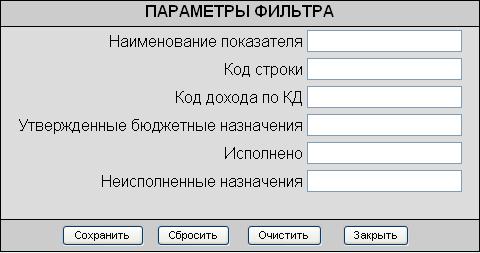 ПАРАМЕТРЫ ФИЛЬТРА
Наименование показателя
Код строки
Код дохода по КД
Утвержденные бюджетные назначения
Исполнено
Неисполненные назначения
Сохранить Сбросить Очистить Закрыть